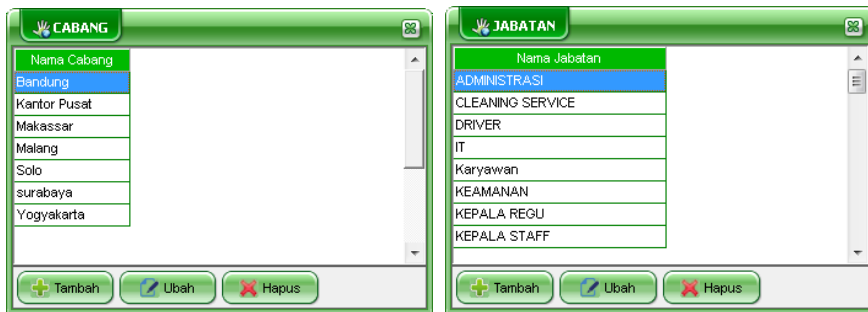 CABANG
Nama Cabang
Bandung
Kantor Pusat
Makassar
Malang
Solo
surabaya
Yogyakarta
Tambah
Ubah
Hapus
JABATAN
Nama Jabatan
ADMINISTRASI
CLEANING SERVICE
DRIVER
IT
Karyawan
KEAMANAN
KEPALA REGU
KEPALA STAFF
Tambah
Ubah
Hapus